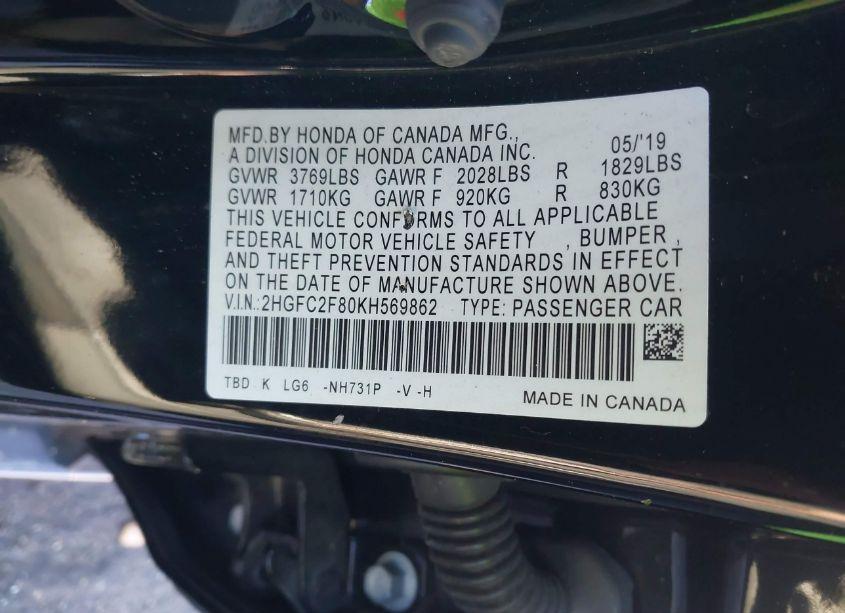 MFD.BY HONDA OF CANADA MFG., 05/'19
A DIVISION OF HONDA CANADA INC.
GVWR 3769LBS GAWR F 2028LBS R 1829LBS
GVWR 1710KG GAWR F 920KG R 830KG
THIS VEHICLE CONFORMS TO ALL APPLICABLE
FEDERAL MOTOR VEHICLE SAFETY , BUMPER ,
AND THEFT PREVENTION STANDARDS IN EFFECT
ON THE DATE OF MANUFACTURE SHOWN ABOVE.
V.I.N.:2HGFC2F80KH569862 TYPE: PASSENGER CAR
TBD K LG6 -NH731P -V -H
MADE IN CANADA